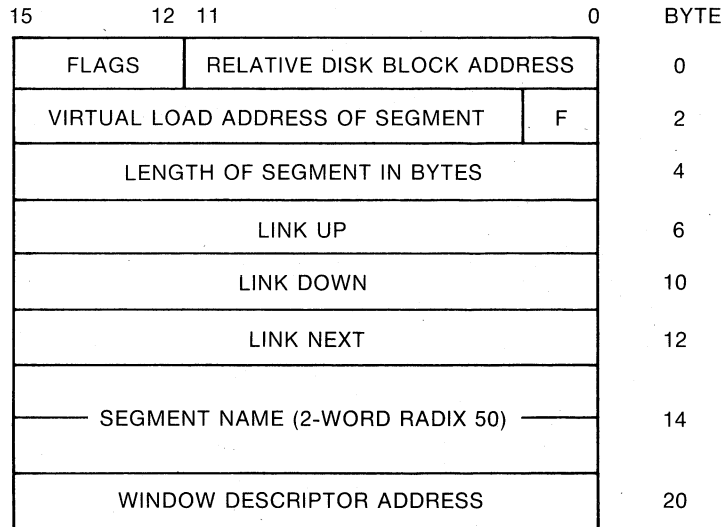 15 12 11 0 BYTE
FLAGS RELATIVE DISK BLOCK ADDRESS 0
VIRTUAL LOAD ADDRESS OF SEGMENT F 2
LENGTH OF SEGMENT IN BYTES 4
LINK UP 6
LINK DOWN 10
LINK NEXT 12
SEGMENT NAME (2-WORD RADIX 50) 14
WINDOW DESCRIPTOR ADDRESS 20